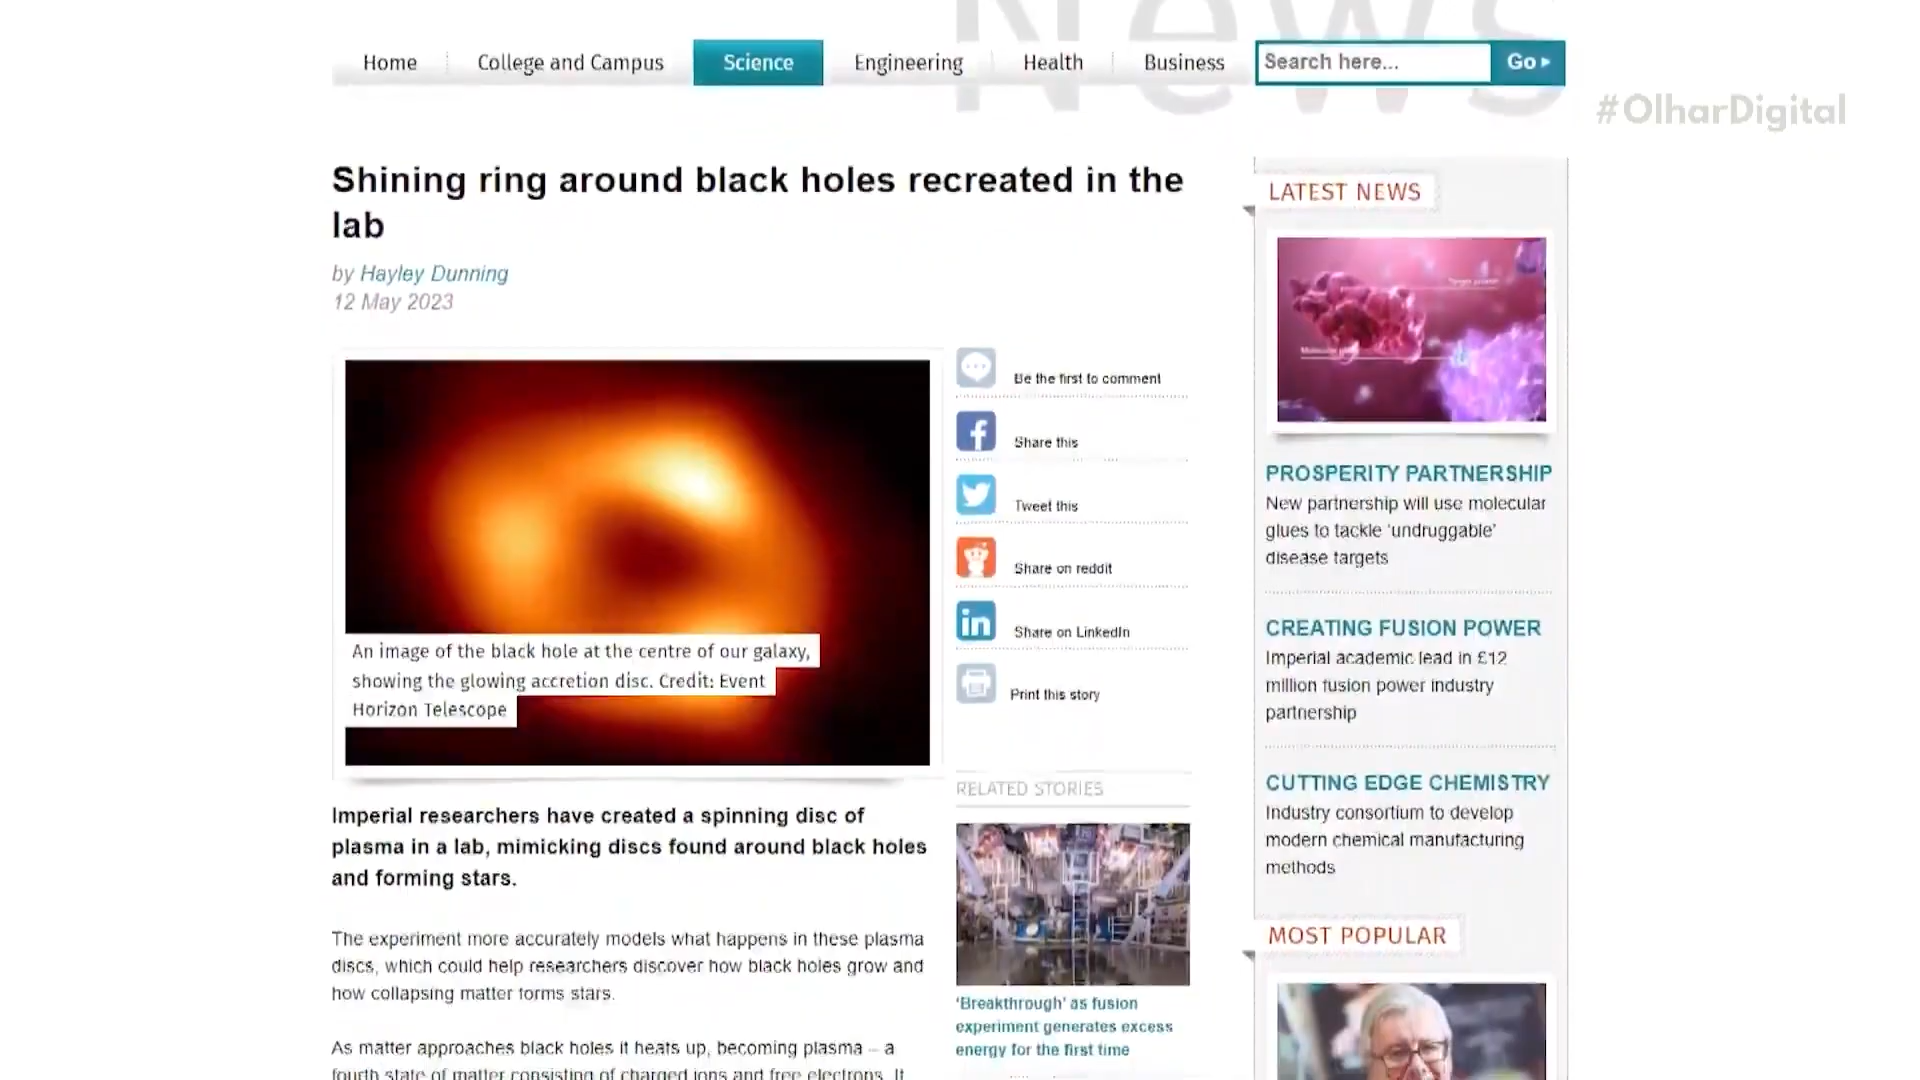 News
Home
College and Campus
Science
Engineering
Health
Business
Search here...
Go
#OlharDigital
Shining ring around black holes recreated in the
lab
by Hayley Dunning
12 May 2023
An image of the black hole at the centre of our galaxy,
showing the glowing accretion disc. Credit: Event
Horizon Telescope
Imperial researchers have created a spinning disc of
plasma in a lab, mimicking discs found around black holes
and forming stars.
The experiment more accurately models what happens in these plasma
discs, which could help researchers discover how black holes grow and
how collapsing matter forms stars.
As matter approaches black holes it heats up, becoming plasma – a
fourth state of matter consisting of charged ions and free electrons. It
Be the first to comment
Share this
Tweet this
Share on reddit
Share on LinkedIn
Print this story
RELATED STORIES
'Breakthrough' as fusion
experiment generates excess
energy for the first time
LATEST NEWS
Target protein
PROSPERITY PARTNERSHIP
New partnership will use molecular
glues to tackle 'undruggable'
disease targets
CREATING FUSION POWER
Imperial academic lead in £12
million fusion power industry
partnership
CUTTING EDGE CHEMISTRY
Industry consortium to develop
modern chemical manufacturing
methods
MOST POPULAR